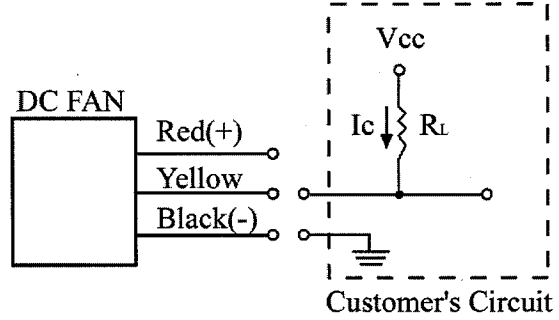 Vcc
DC FAN
Ic
RL
Red(+)
Yellow
Black(-)
Customer's Circuit